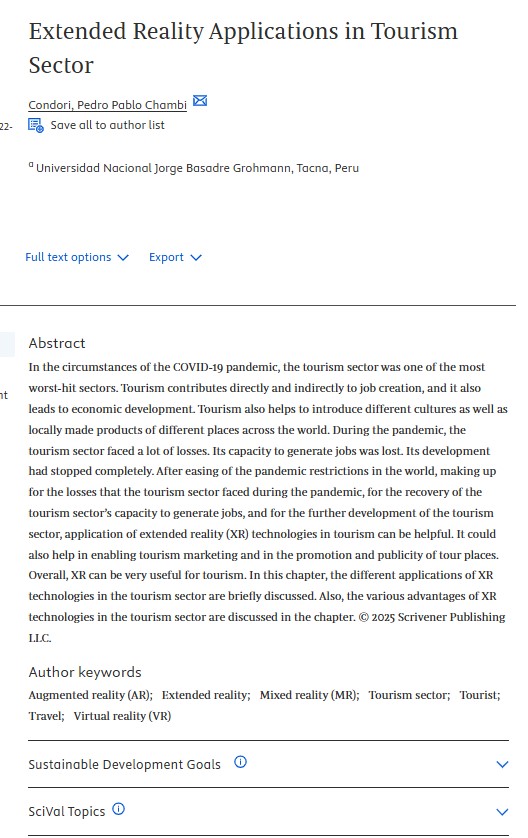 Extended Reality Applications in Tourism
Sector
Condori, Pedro Pablo Chambi
22-
Save all to author list
a Universidad Nacional Jorge Basadre Grohmann, Tacna, Peru
Full text options Export
Abstract
In the circumstances of the COVID-19 pandemic, the tourism sector was one of the most
worst-hit sectors. Tourism contributes directly and indirectly to job creation, and it also
leads to economic development. Tourism also helps to introduce different cultures as well as
nt
locally made products of different places across the world. During the pandemic, the
tourism sector faced a lot of losses. Its capacity to generate jobs was lost. Its development
had stopped completely. After easing of the pandemic restrictions in the world, making up
for the losses that the tourism sector faced during the pandemic, for the recovery of the
tourism sector's capacity to generate jobs, and for the further development of the tourism
sector, application of extended reality (XR) technologies in tourism can be helpful. It could
also help in enabling tourism marketing and in the promotion and publicity of tour places.
Overall, XR can be very useful for tourism. In this chapter, the different applications of XR
technologies in the tourism sector are briefly discussed. Also, the various advantages of XR
technologies in the tourism sector are discussed in the chapter. © 2025 Scrivener Publishing
LLC.
Author keywords
Augmented reality (AR); Extended reality; Mixed reality (MR); Tourism sector; Tourist;
Travel; Virtual reality (VR)
Sustainable Development Goals
SciVal Topics